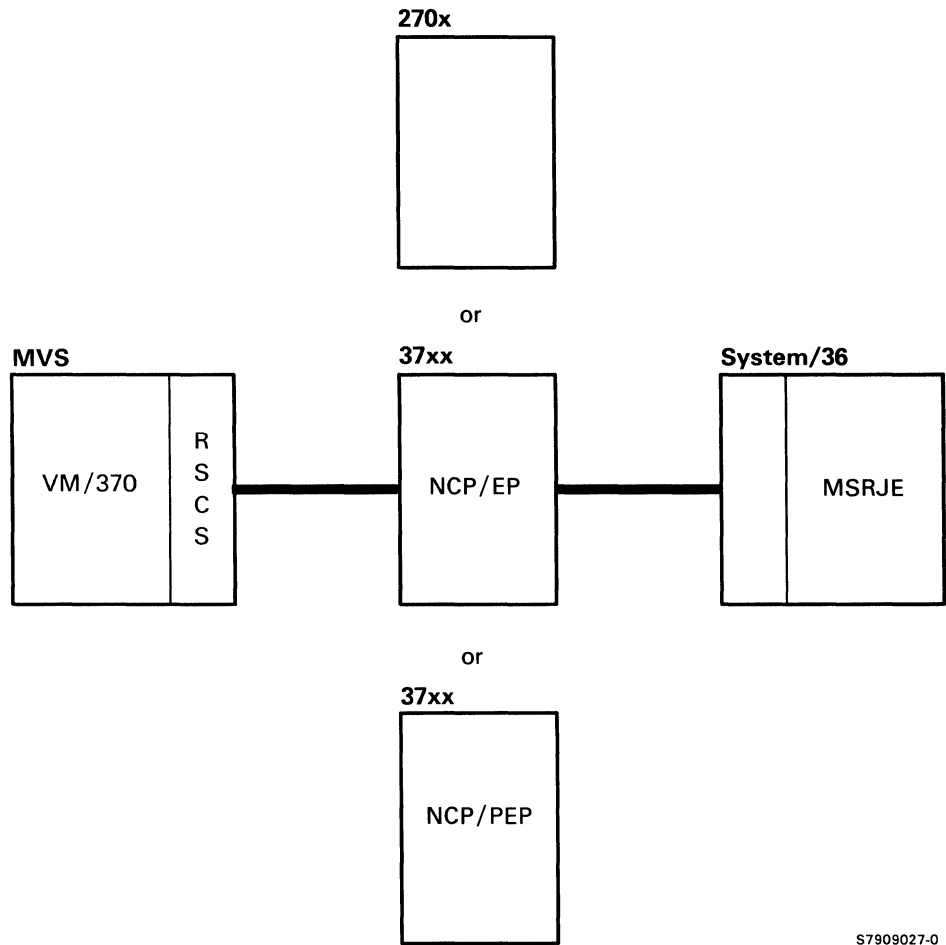 270x
or
MVS
37xx
System/36
VM/370
R
S
C
S
NCP/EP
MSRJE
or
37xx
NCP/PEP
S7909027-0